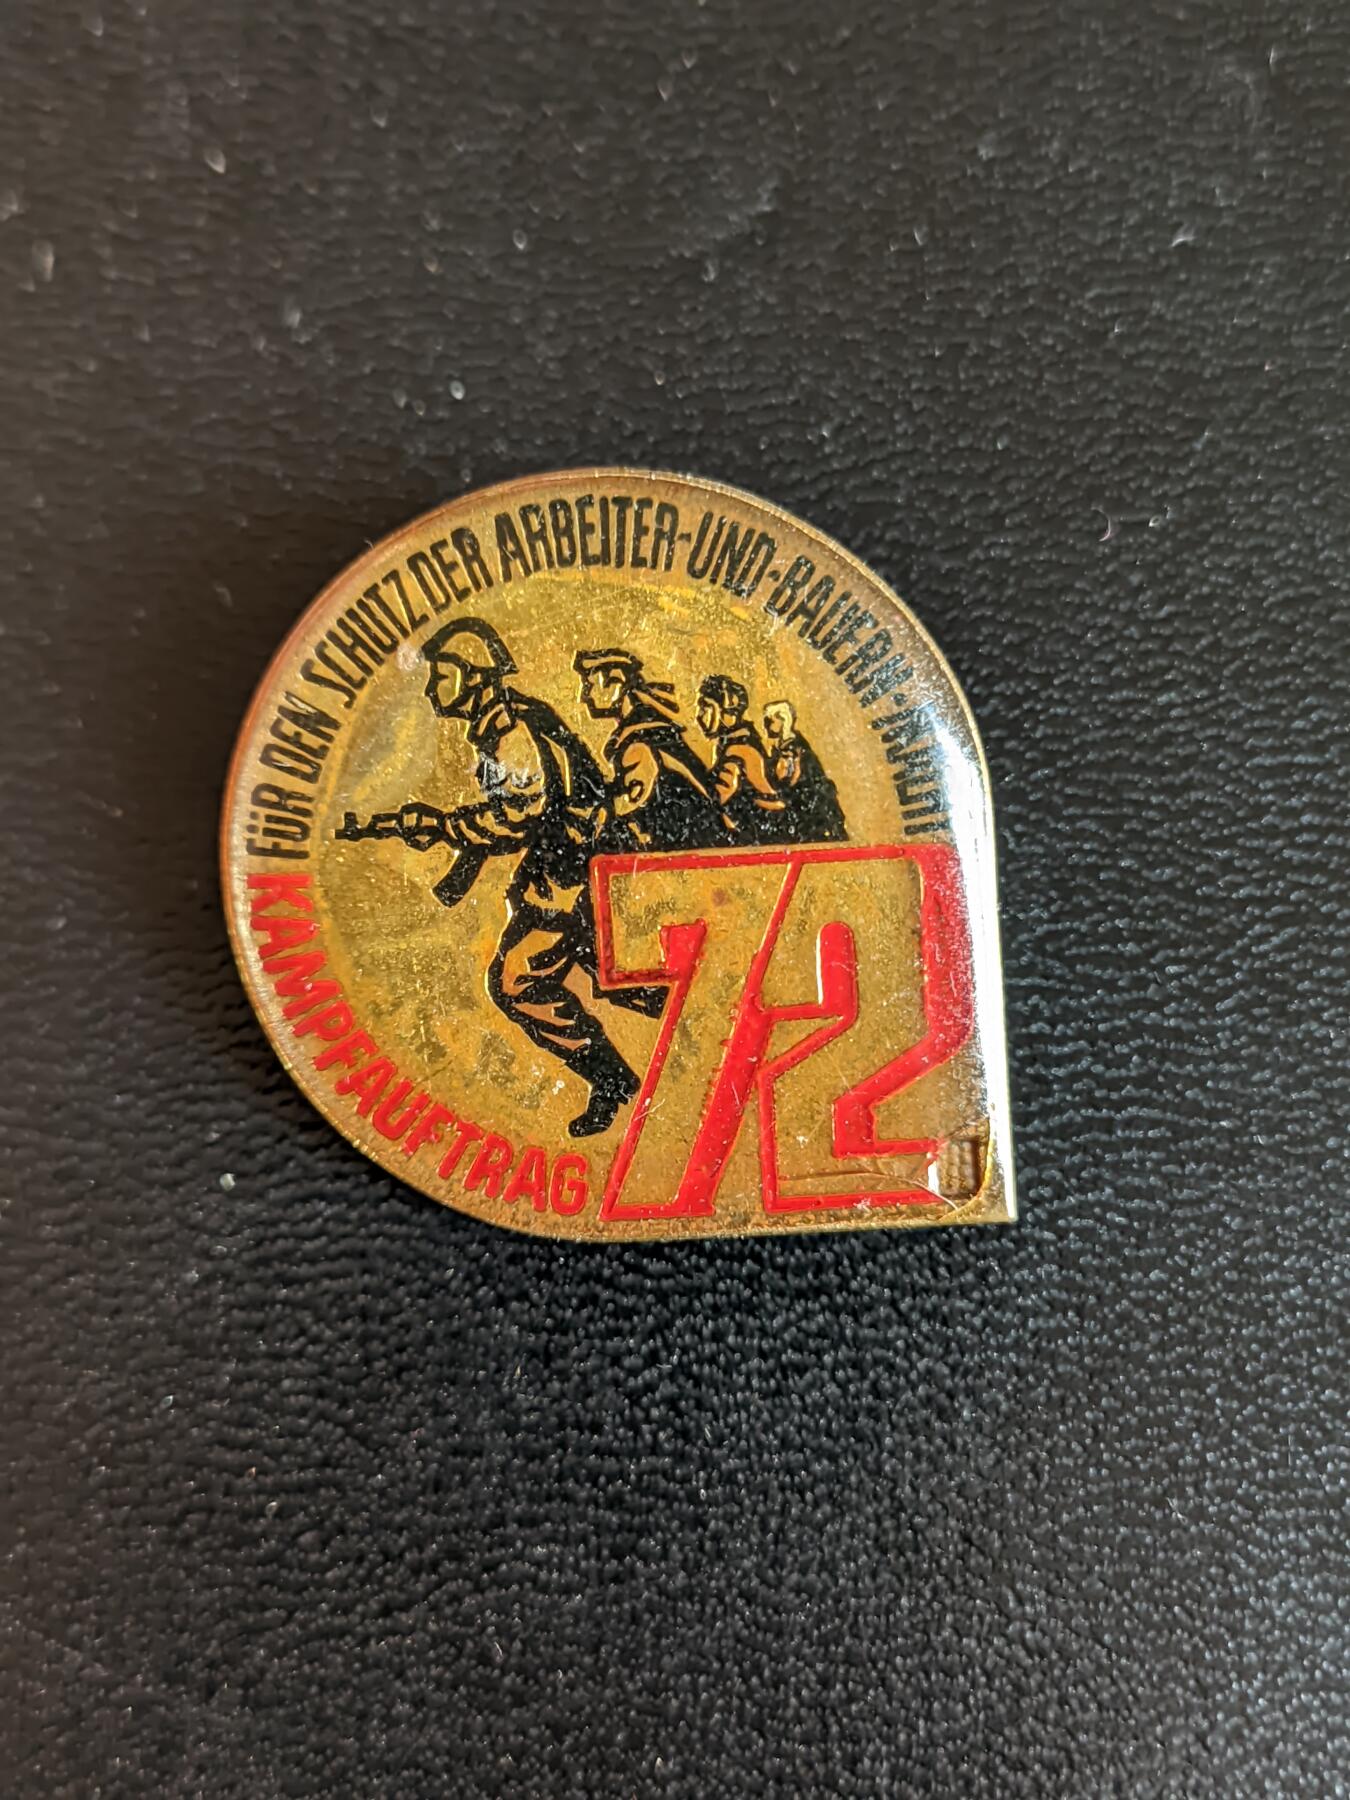 FÜR DEN SCHUTZ DER ARBEITER-UND-BAUERN-MACHT
KAMPFAUFTRAG
72